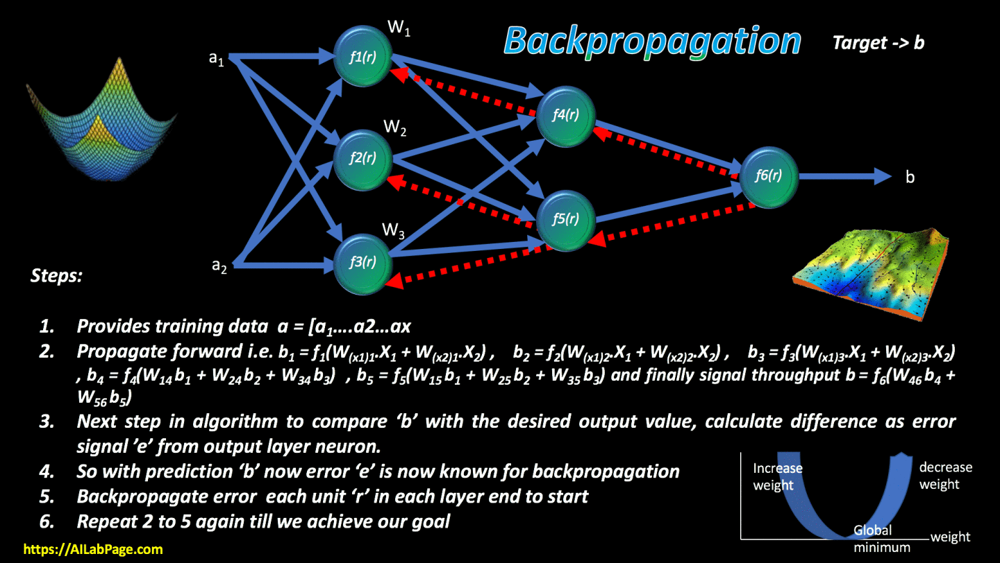 Backpropagation
Target -> b
W₁
a₁
f1(r)
f4(r)
W₂
f2(r)
f6(r)
b
f5(r)
W₃
f3(r)
a₂
Steps:
1. Provides training data a = [a₁....a2...ax
2. Propagate forward i.e. b₁ = f₁(W₍ₓ₁₎₁.X₁ + W₍ₓ₂₎₁.X₂) , b₂ = f₂(W₍ₓ₁₎₂.X₁ + W₍ₓ₂₎₂.X₂) , b₃ = f₃(W₍ₓ₁₎₃.X₁ + W₍ₓ₂₎₃.X₂)
, b₄ = f₄(W₁₄ b₁ + W₂₄ b₂ + W₃₄ b₃) , b₅ = f₅(W₁₅ b₁ + W₂₅ b₂ + W₃₅ b₃) and finally signal throughput b = f₆(W₄₆ b₄ +
W₅₆ b₅)
3. Next step in algorithm to compare ‘b’ with the desired output value, calculate difference as error
signal ’e’ from output layer neuron.
4. So with prediction ‘b’ now error ‘e’ is now known for backpropagation
5. Backpropagate error each unit ‘r’ in each layer end to start
6. Repeat 2 to 5 again till we achieve our goal
Increase
weight
decrease
weight
Global
minimum
weight
https://AILabPage.com